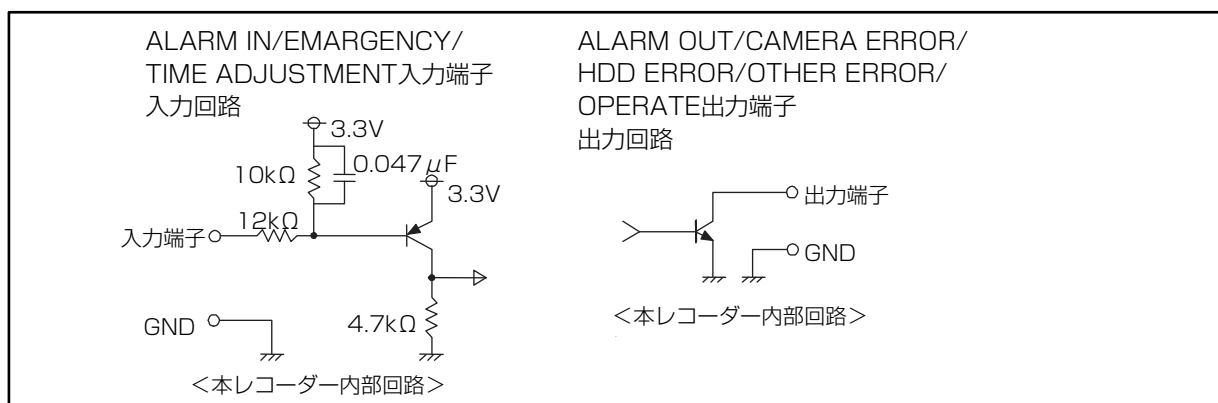 ALARM IN/EMARGENCY/
TIME ADJUSTMENT入力端子
入力回路
3.3V
10kΩ
0.047μF
3.3V
12kΩ
入力端子
4.7kΩ
GND
＜本レコーダー内部回路＞
ALARM OUT/CAMERA ERROR/
HDD ERROR/OTHER ERROR/
OPERATE出力端子
出力回路
出力端子
GND
＜本レコーダー内部回路＞